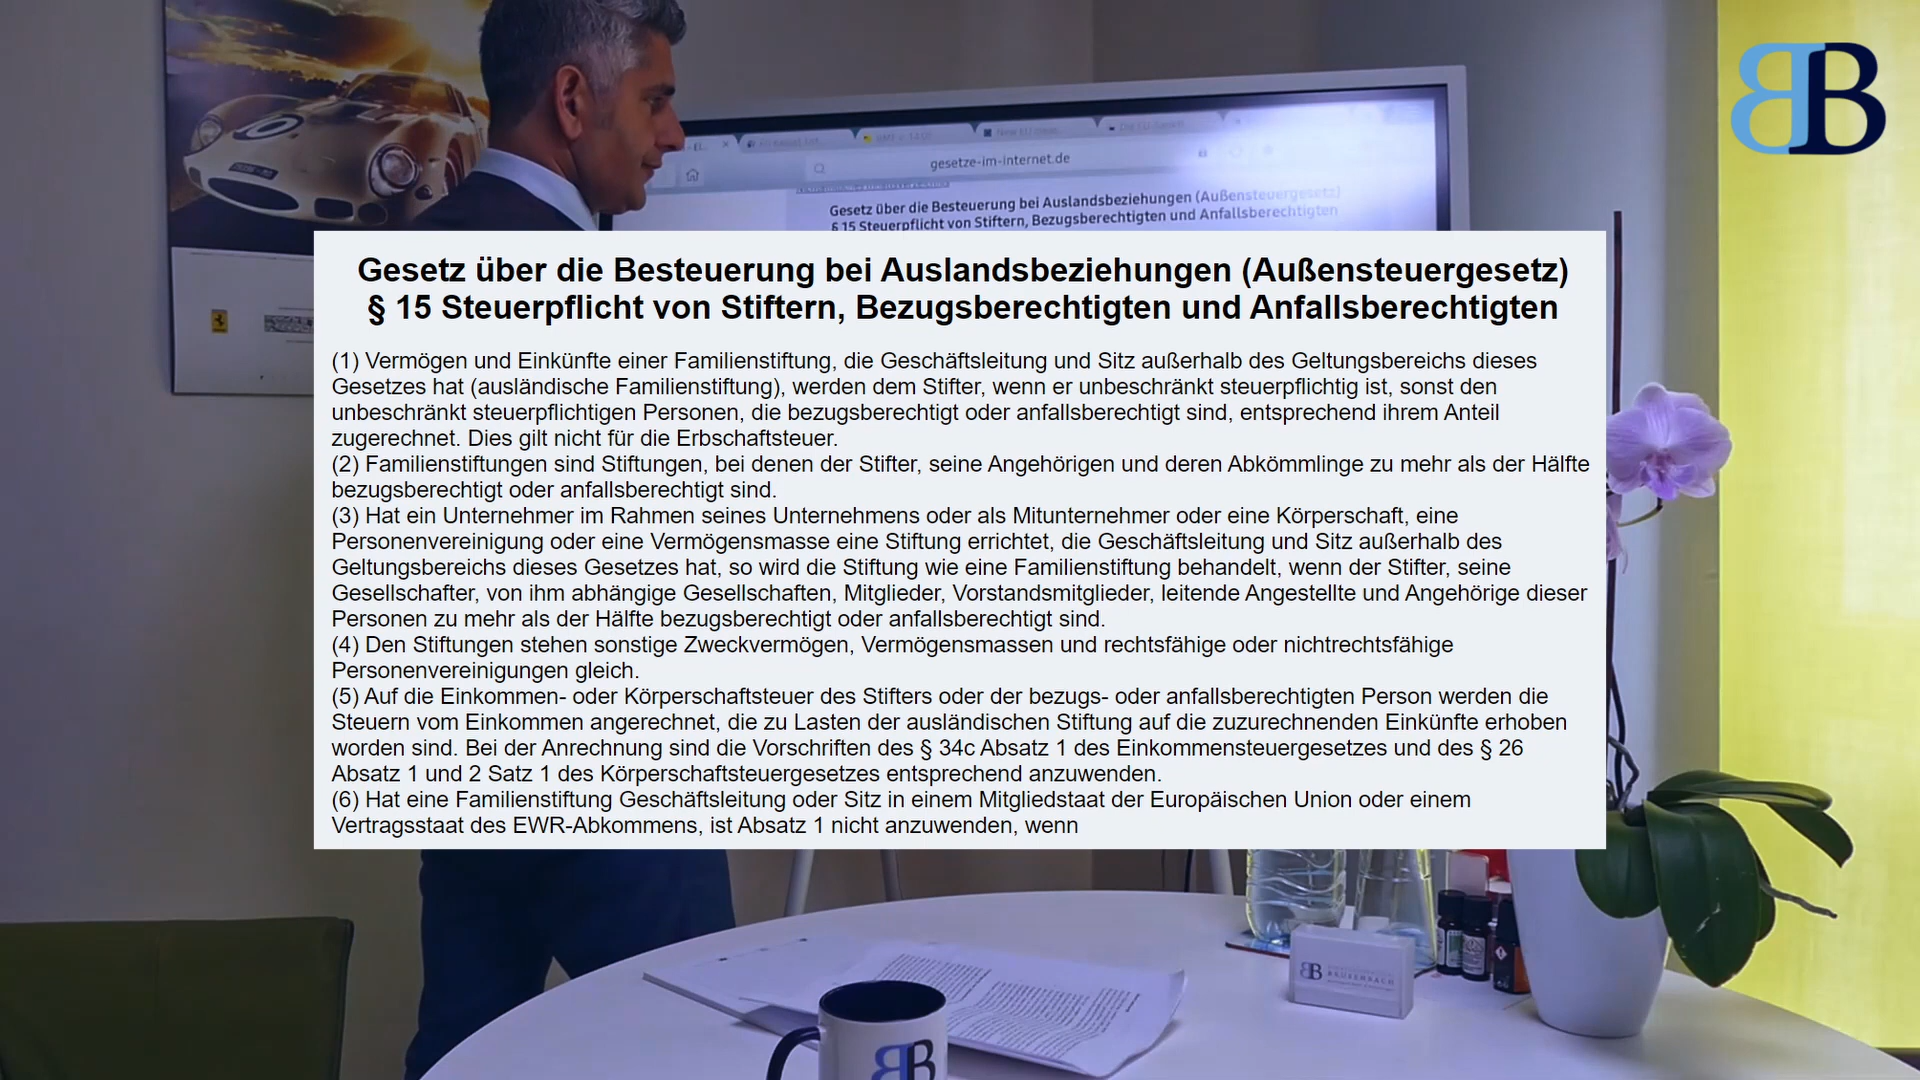 BB
gesetze-im-internet.de
Gesetz über die Besteuerung bei Auslandsbeziehungen (Außensteuergesetz)
§ 15 Steuerpflicht von Stiftern, Bezugsberechtigten und Anfallsberechtigten
Gesetz über die Besteuerung bei Auslandsbeziehungen (Außensteuergesetz)
§ 15 Steuerpflicht von Stiftern, Bezugsberechtigten und Anfallsberechtigten
(1) Vermögen und Einkünfte einer Familienstiftung, die Geschäftsleitung und Sitz außerhalb des Geltungsbereichs dieses
Gesetzes hat (ausländische Familienstiftung), werden dem Stifter, wenn er unbeschränkt steuerpflichtig ist, sonst den
unbeschränkt steuerpflichtigen Personen, die bezugsberechtigt oder anfallsberechtigt sind, entsprechend ihrem Anteil
zugerechnet. Dies gilt nicht für die Erbschaftsteuer.
(2) Familienstiftungen sind Stiftungen, bei denen der Stifter, seine Angehörigen und deren Abkömmlinge zu mehr als der Hälfte
bezugsberechtigt oder anfallsberechtigt sind.
(3) Hat ein Unternehmer im Rahmen seines Unternehmens oder als Mitunternehmer oder eine Körperschaft, eine
Personenvereinigung oder eine Vermögensmasse eine Stiftung errichtet, die Geschäftsleitung und Sitz außerhalb des
Geltungsbereichs dieses Gesetzes hat, so wird die Stiftung wie eine Familienstiftung behandelt, wenn der Stifter, seine
Gesellschafter, von ihm abhängige Gesellschaften, Mitglieder, Vorstandsmitglieder, leitende Angestellte und Angehörige dieser
Personen zu mehr als der Hälfte bezugsberechtigt oder anfallsberechtigt sind.
(4) Den Stiftungen stehen sonstige Zweckvermögen, Vermögensmassen und rechtsfähige oder nichtrechtsfähige
Personenvereinigungen gleich.
(5) Auf die Einkommen- oder Körperschaftsteuer des Stifters oder der bezugs- oder anfallsberechtigten Person werden die
Steuern vom Einkommen angerechnet, die zu Lasten der ausländischen Stiftung auf die zuzurechnenden Einkünfte erhoben
worden sind. Bei der Anrechnung sind die Vorschriften des § 34c Absatz 1 des Einkommensteuergesetzes und des § 26
Absatz 1 und 2 Satz 1 des Körperschaftsteuergesetzes entsprechend anzuwenden.
(6) Hat eine Familienstiftung Geschäftsleitung oder Sitz in einem Mitgliedstaat der Europäischen Union oder einem
Vertragsstaat des EWR-Abkommens, ist Absatz 1 nicht anzuwenden, wenn
BB
BB